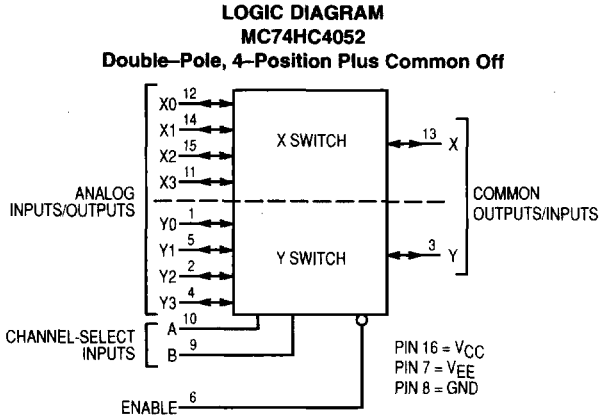 LOGIC DIAGRAM
MC74HC4052
Double–Pole, 4–Position Plus Common Off
X0 12
X1 14
X2 15
X3 11
X SWITCH
13 X
ANALOG
INPUTS/OUTPUTS
COMMON
OUTPUTS/INPUTS
Y0 1
Y1 5
Y2 2
Y3 4
Y SWITCH
3 Y
CHANNEL-SELECT
INPUTS
A 10
B 9
ENABLE 6
PIN 16 = VCC
PIN 7 = VEE
PIN 8 = GND